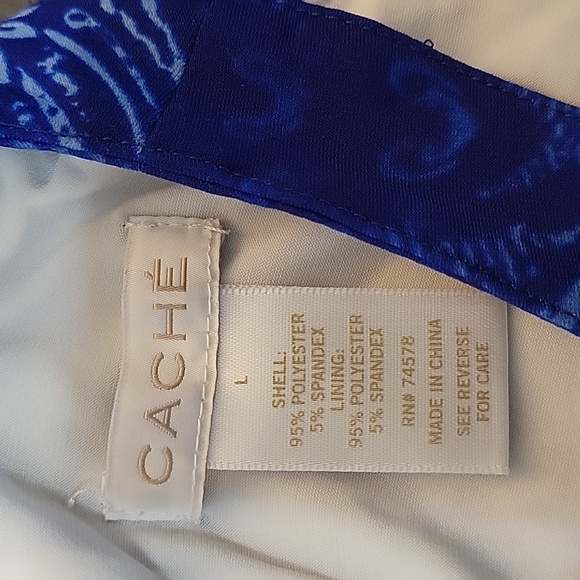 CACHÉ
L
SHELL:
95% POLYESTER
5% SPANDEX
LINING:
95% POLYESTER
5% SPANDEX
RN# 74578
MADE IN CHINA
SEE REVERSE
FOR CARE